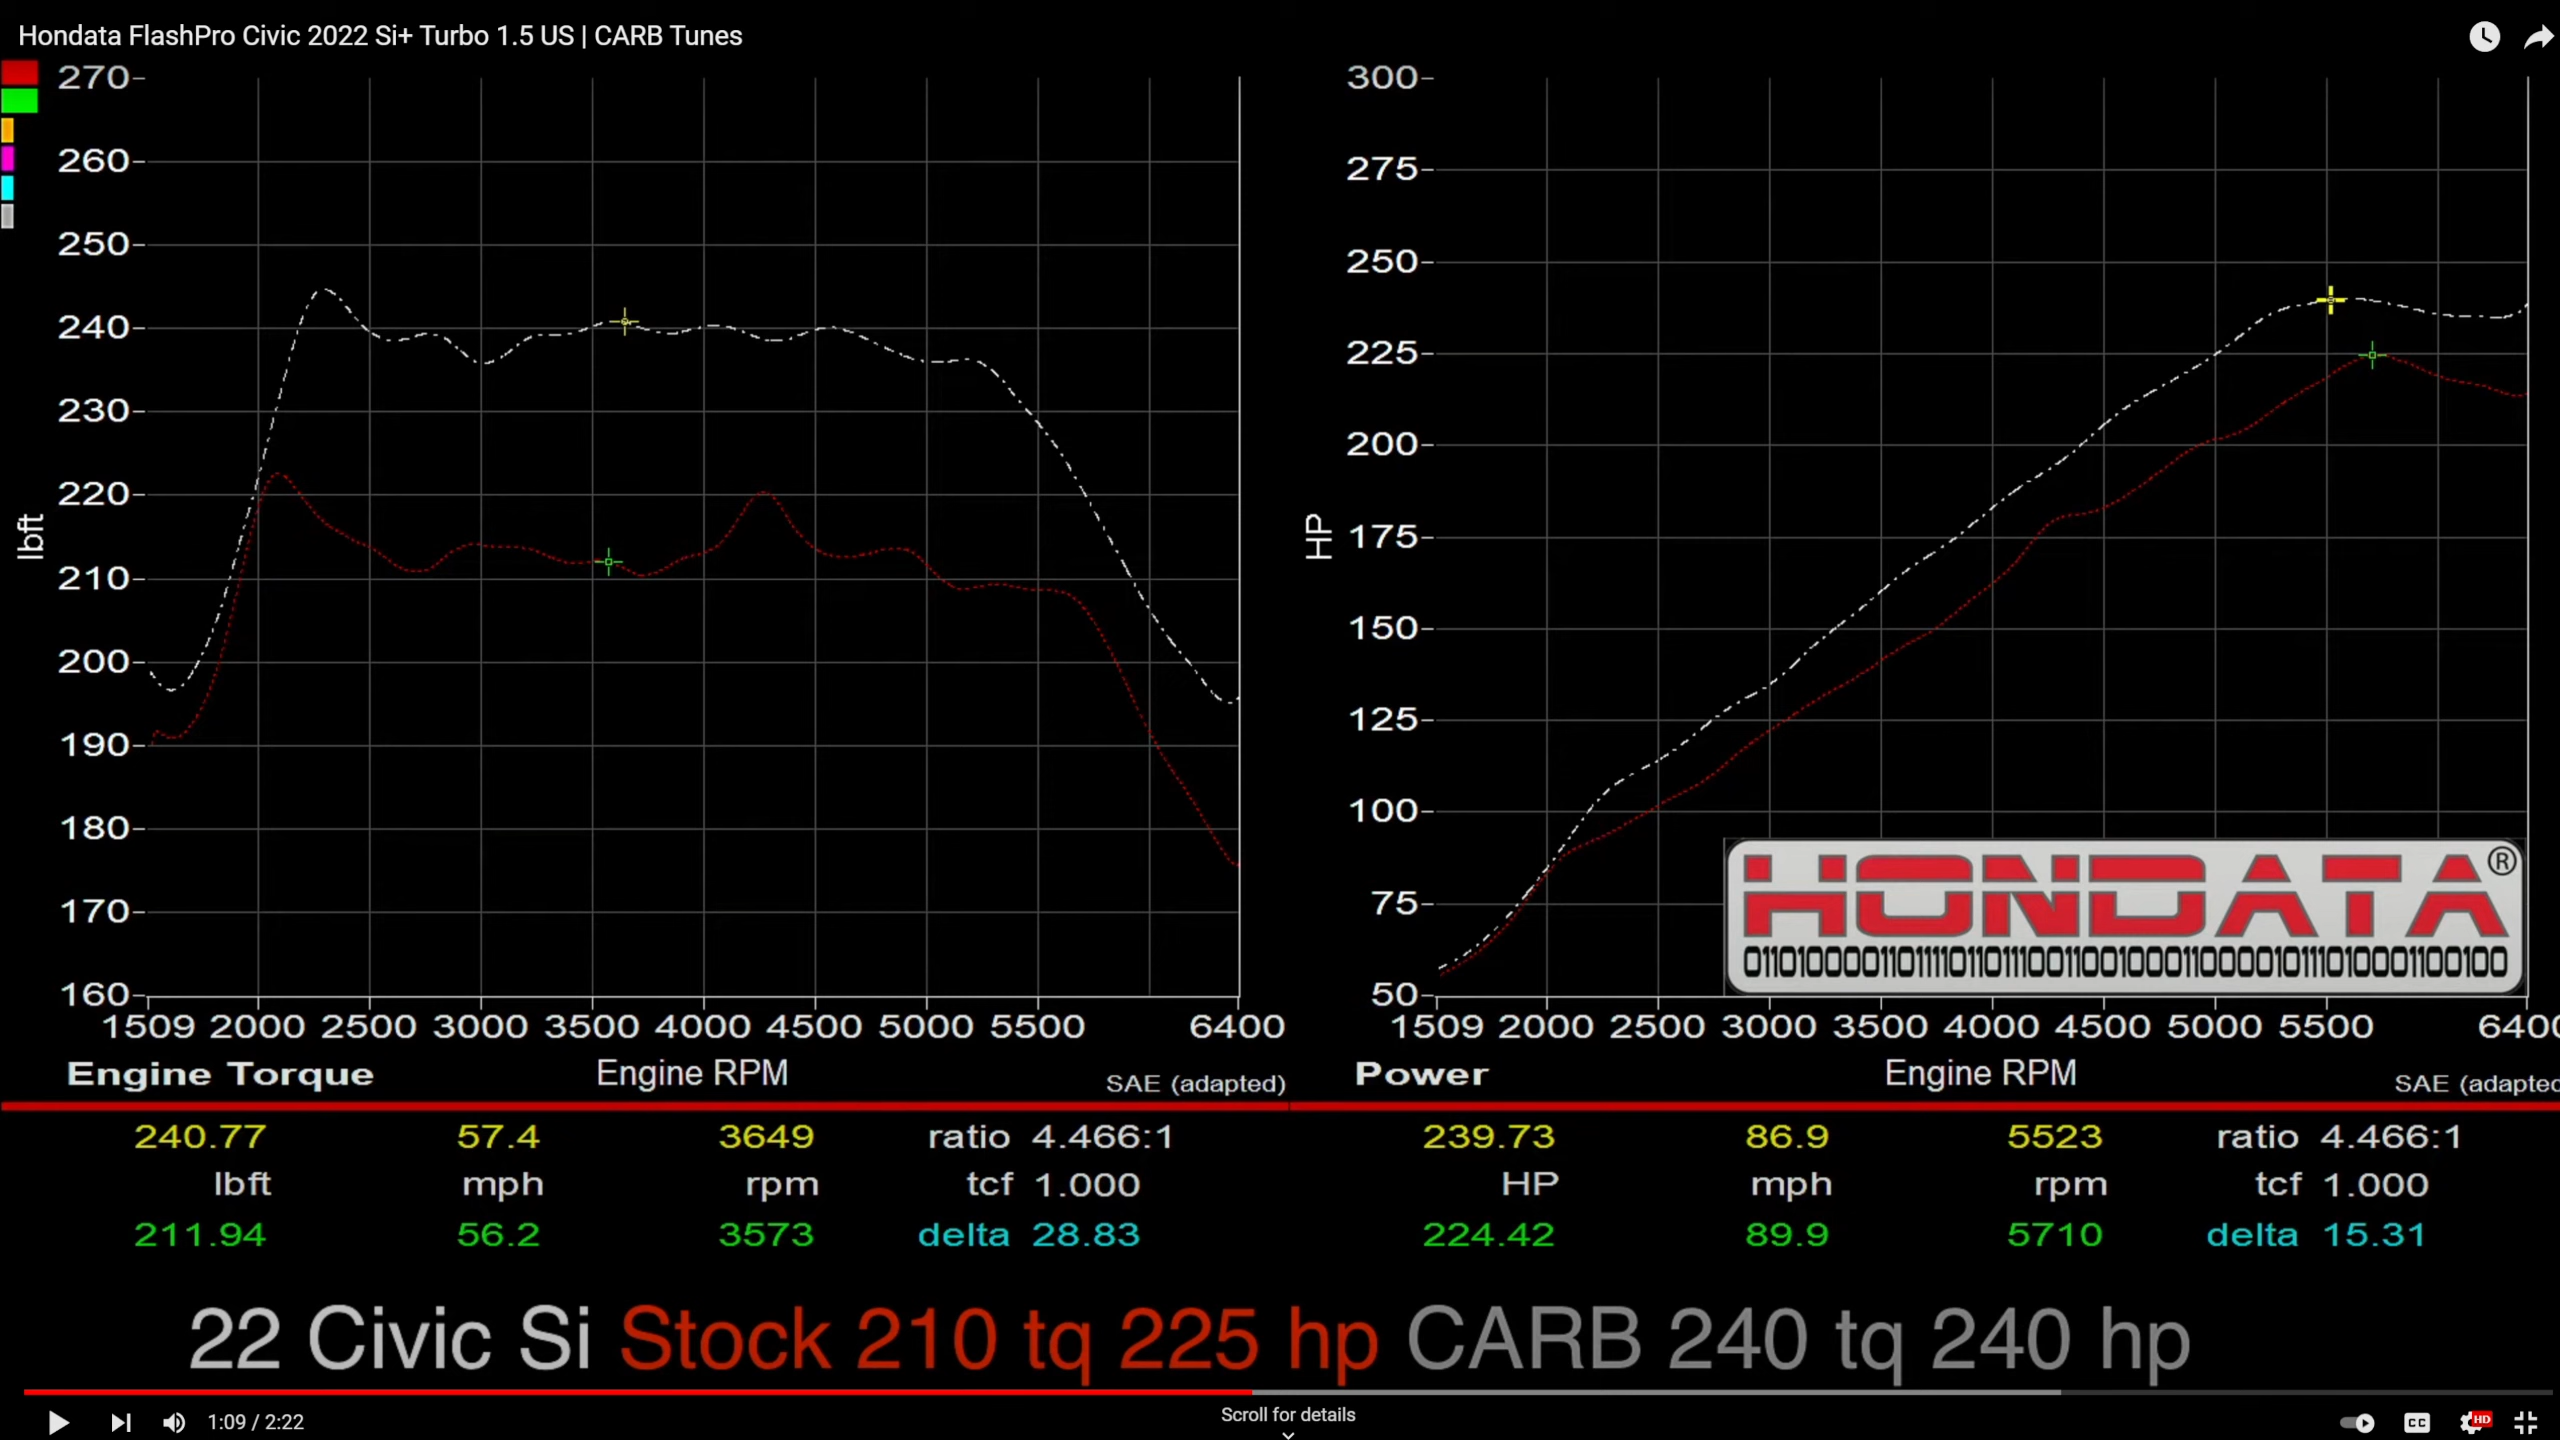 Hondata FlashPro Civic 2022 Si+ Turbo 1.5 US | CARB Tunes
270
260
250
240
230
220
210
200
190
180
170
160
lbft
1509 2000 2500 3000 3500 4000 4500 5000 5500 6400
Engine Torque Engine RPM SAE (adapted)
300
275
250
225
200
175
150
125
100
75
50
HP
HONDATA®
1509 2000 2500 3000 3500 4000 4500 5000 5500 640
Power Engine RPM SAE (adapted
240.77 57.4 3649 ratio 4.466:1
lbft mph rpm tcf 1.000
211.94 56.2 3573 delta 28.83
239.73 86.9 5523 ratio 4.466:1
HP mph rpm tcf 1.000
224.42 89.9 5710 delta 15.31
22 Civic Si Stock 210 tq 225 hp CARB 240 tq 240 hp
1:09 / 2:22
Scroll for details
CC
HD